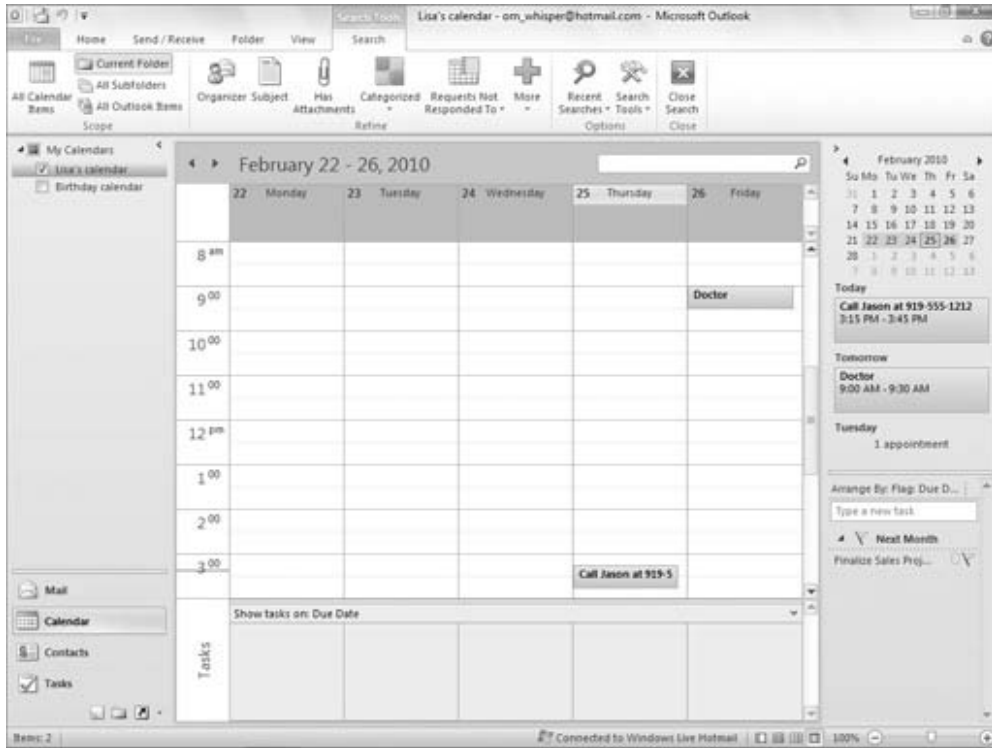 Search Tools
Lisa's calendar - om_whisper@hotmail.com - Microsoft Outlook
File Home Send / Receive Folder View Search
All Calendar Items
Current Folder
All Subfolders
All Outlook Items
Scope
Organizer
Subject
Has Attachments
Categorized
Requests Not Responded To
More
Refine
Recent Searches
Search Tools
Options
Close Search
Close
My Calendars
Lisa's calendar
Birthday calendar
February 22 - 26, 2010
22 Monday 23 Tuesday 24 Wednesday 25 Thursday 26 Friday
8 am
9 00
Doctor
10 00
11 00
12 pm
1 00
2 00
3 00
Call Jason at 919-5
Show tasks on: Due Date
Tasks
Mail
Calendar
Contacts
Tasks
February 2010
Su Mo Tu We Th Fr Sa
31 1 2 3 4 5 6
7 8 9 10 11 12 13
14 15 16 17 18 19 20
21 22 23 24 25 26 27
28 1 2 3 4 5 6
7 8 9 10 11 12 13
Today
Call Jason at 919-555-1212
3:15 PM - 3:45 PM
Tomorrow
Doctor
9:00 AM - 9:30 AM
Tuesday
1 appointment
Arrange By: Flag: Due D...
Type a new task
Next Month
Finalize Sales Proj...
Items: 2
Connected to Windows Live Hotmail
100%